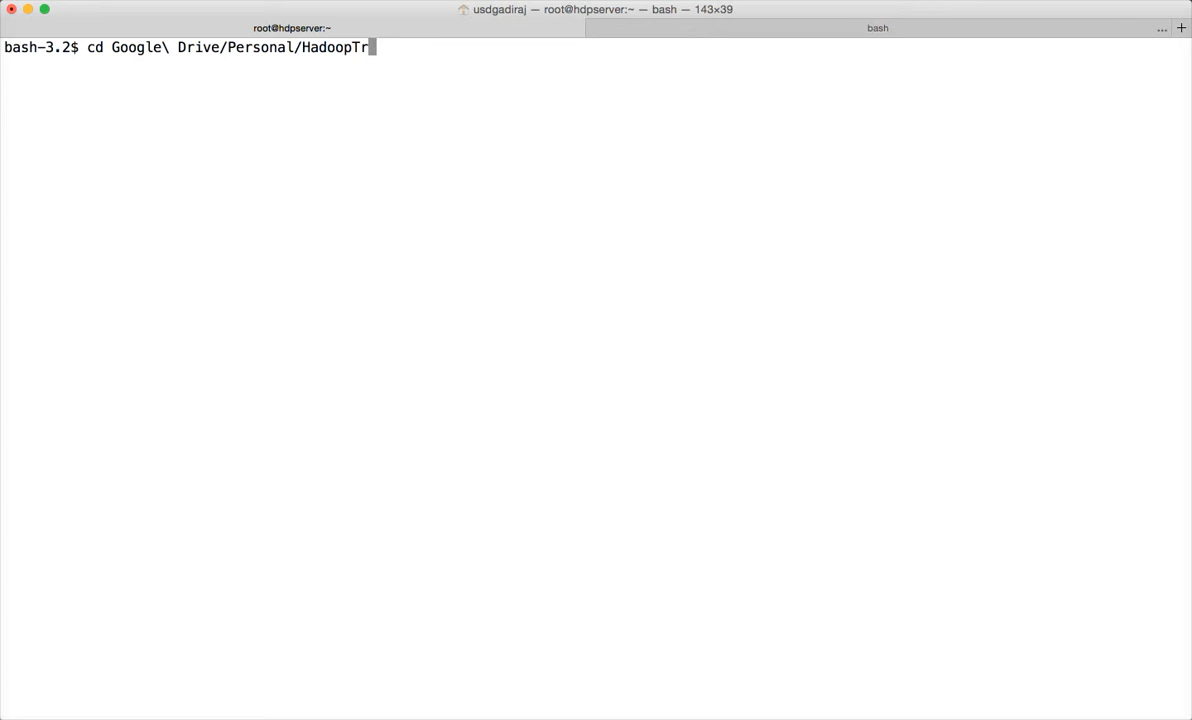 usdgadiraj — root@hdpserver:~ — bash — 143×39
root@hdpserver:~ bash ... +
bash-3.2$ cd Google\ Drive/Personal/HadoopTr